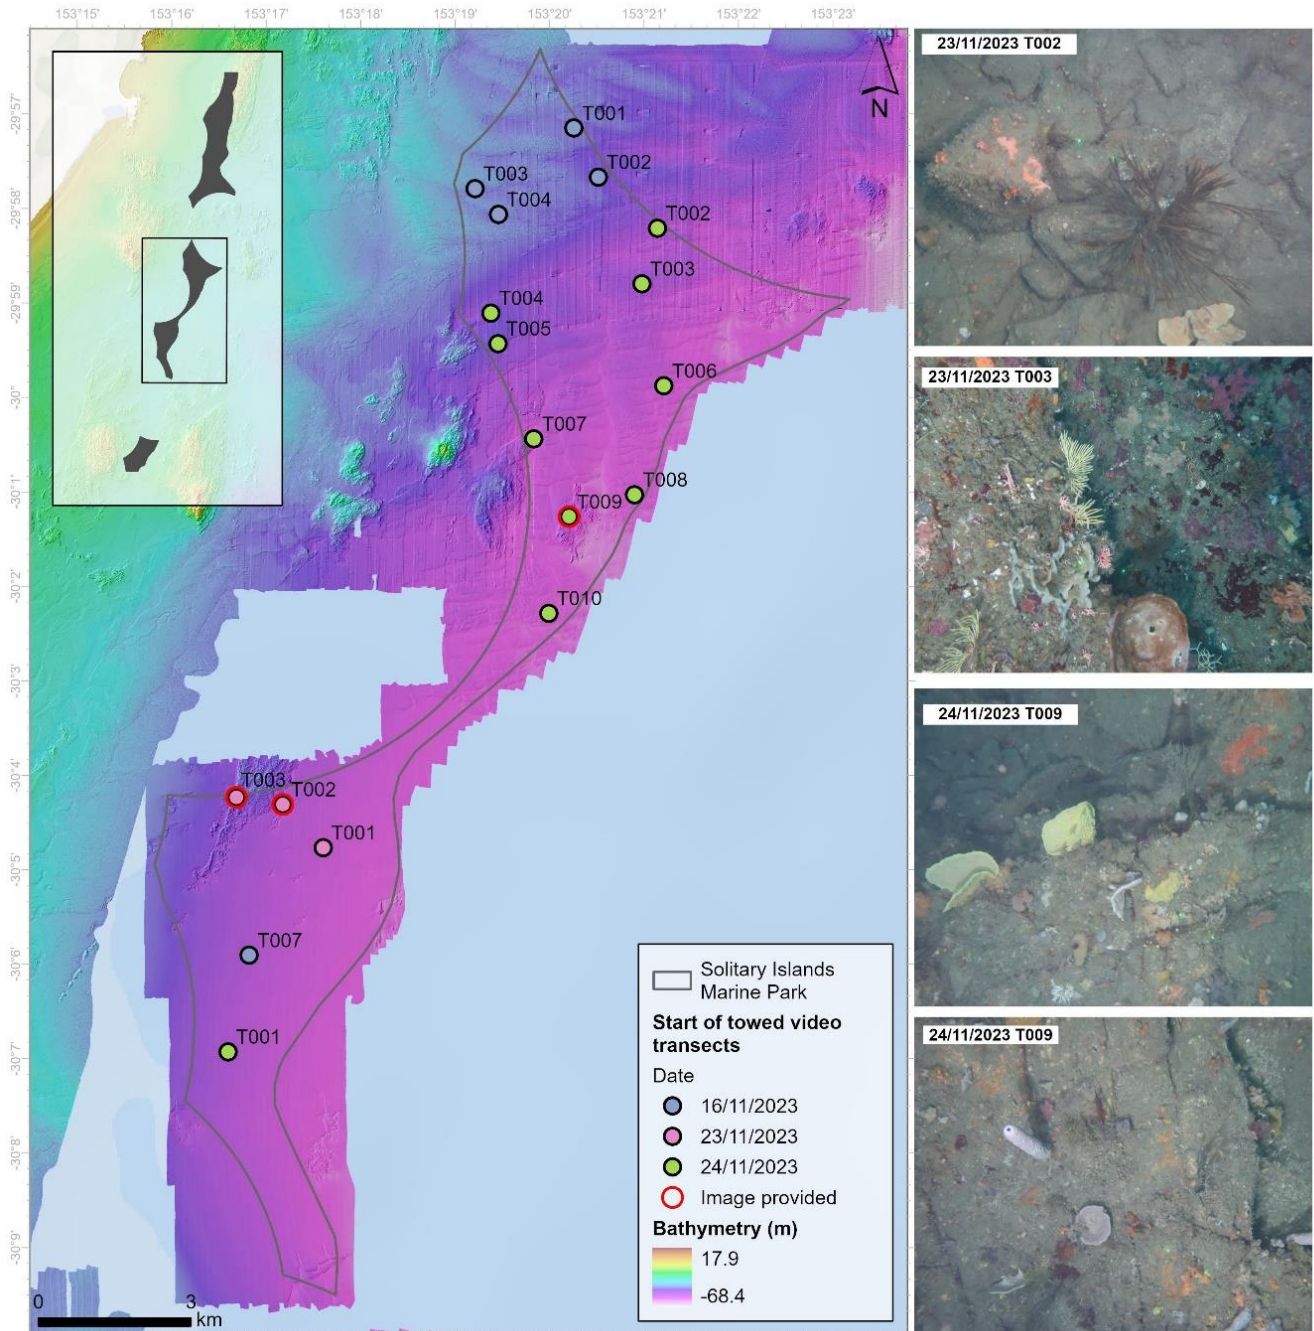 153°15' 153°16' 153°17' 153°18' 153°19' 153°20' 153°21' 153°22' 153°23'
-29°57'
-29°58'
-29°59'
-30°
-30°1'
-30°2'
-30°3'
-30°4'
-30°5'
-30°6'
-30°7'
-30°8'
-30°9'
N
T001
T002
T003
T004
T002
T003
T004
T005
T006
T007
T008
T009
T010
T003
T002
T001
T007
T001
Solitary Islands
Marine Park
Start of towed video
transects
Date
16/11/2023
23/11/2023
24/11/2023
Image provided
Bathymetry (m)
17.9
-68.4
0 3
km
23/11/2023 T002
23/11/2023 T003
24/11/2023 T009
24/11/2023 T009